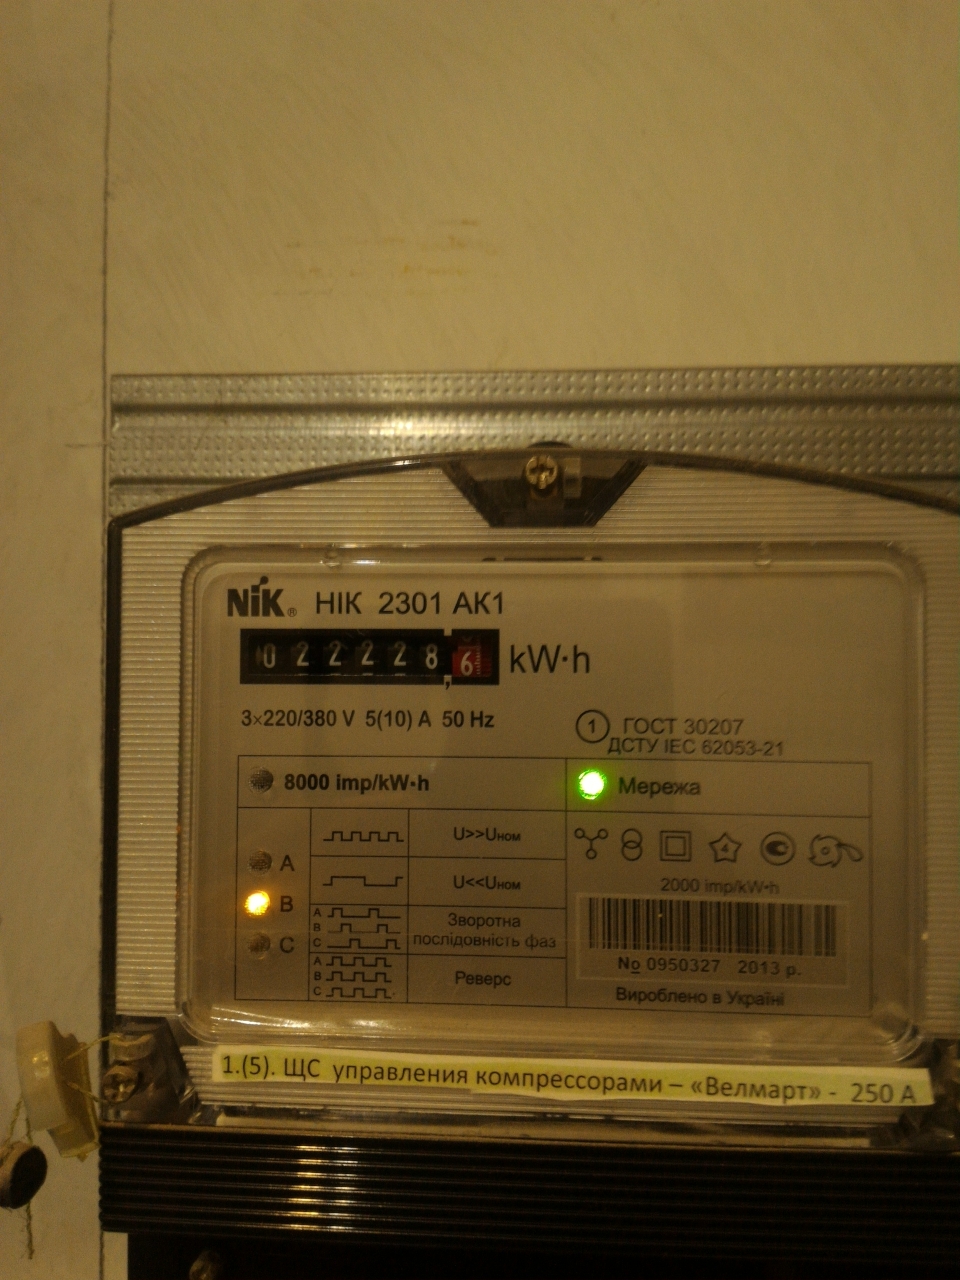 NiK® НІК 2301 АК1
022228,6 kW·h
3×220/380 V 5(10) A 50 Hz
1 ГОСТ 30207
ДСТУ IEC 62053-21
8000 imp/kW·h
Мережа
A
B
C
U>>Uном
U<<Uном
A
B
C
Зворотна
послідовність фаз
A
B
C
Реверс
4
2000 imp/kW·h
№ 0950327 2013 р.
Вироблено в Україні
1.(5). ЩС управления компрессорами – «Велмарт» - 250 А